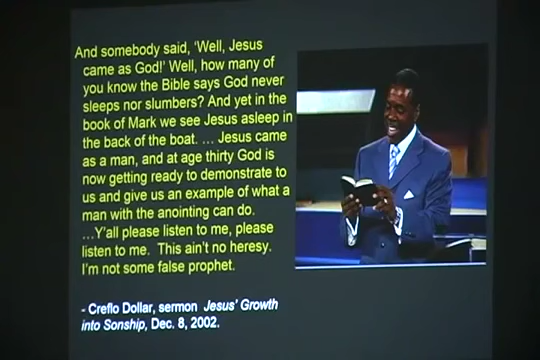 And somebody said, 'Well, Jesus
came as God!' Well, how many of
you know the Bible says God never
sleeps nor slumbers? And yet in the
book of Mark we see Jesus asleep in
the back of the boat. … Jesus came
as a man, and at age thirty God is
now getting ready to demonstrate to
us and give us an example of what a
man with the anointing can do.
…Y'all please listen to me, please
listen to me. This ain't no heresy.
I'm not some false prophet.
- Creflo Dollar, sermon Jesus' Growth
into Sonship, Dec. 8, 2002.